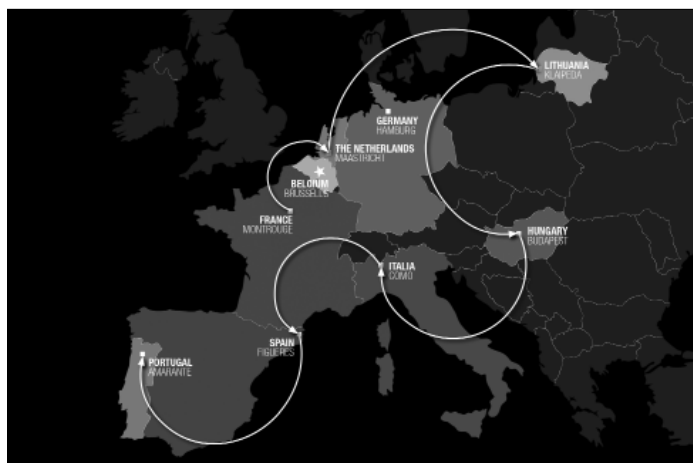 LITHUANIA
KLAIPEDA
GERMANY
HAMBURG
THE NETHERLANDS
MAASTRICHT
BELGIUM
BRUSSELS
FRANCE
MONTROUGE
HUNGARY
BUDAPEST
ITALIA
COMO
SPAIN
FIGUERES
PORTUGAL
AMARANTE